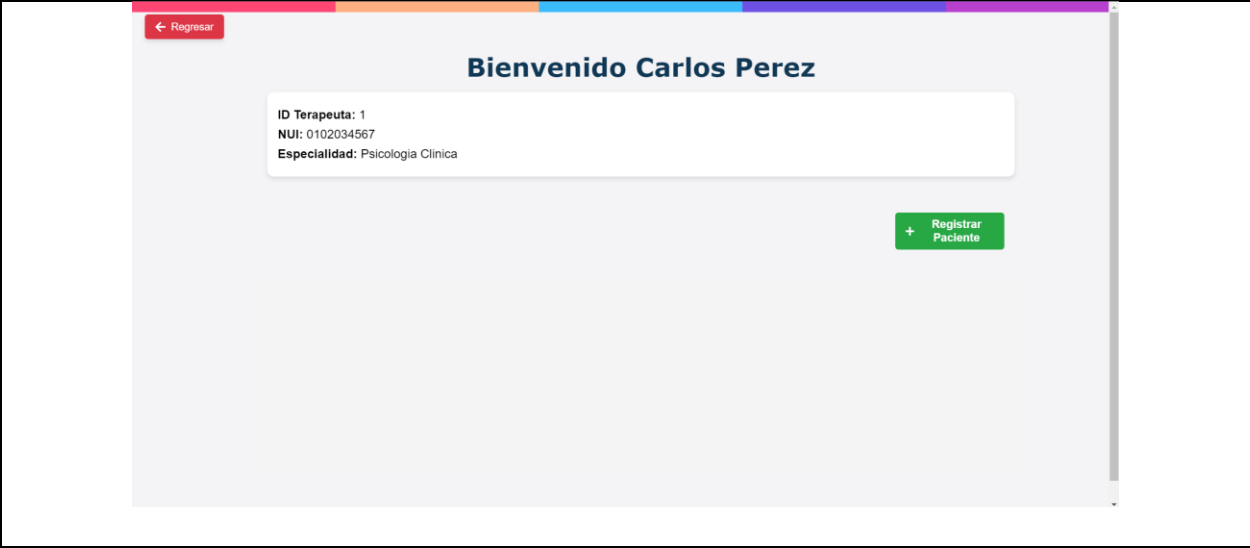 Regresar
Bienvenido Carlos Perez
ID Terapeuta: 1
NUI: 0102034567
Especialidad: Psicologia Clinica
+ Registrar
Paciente